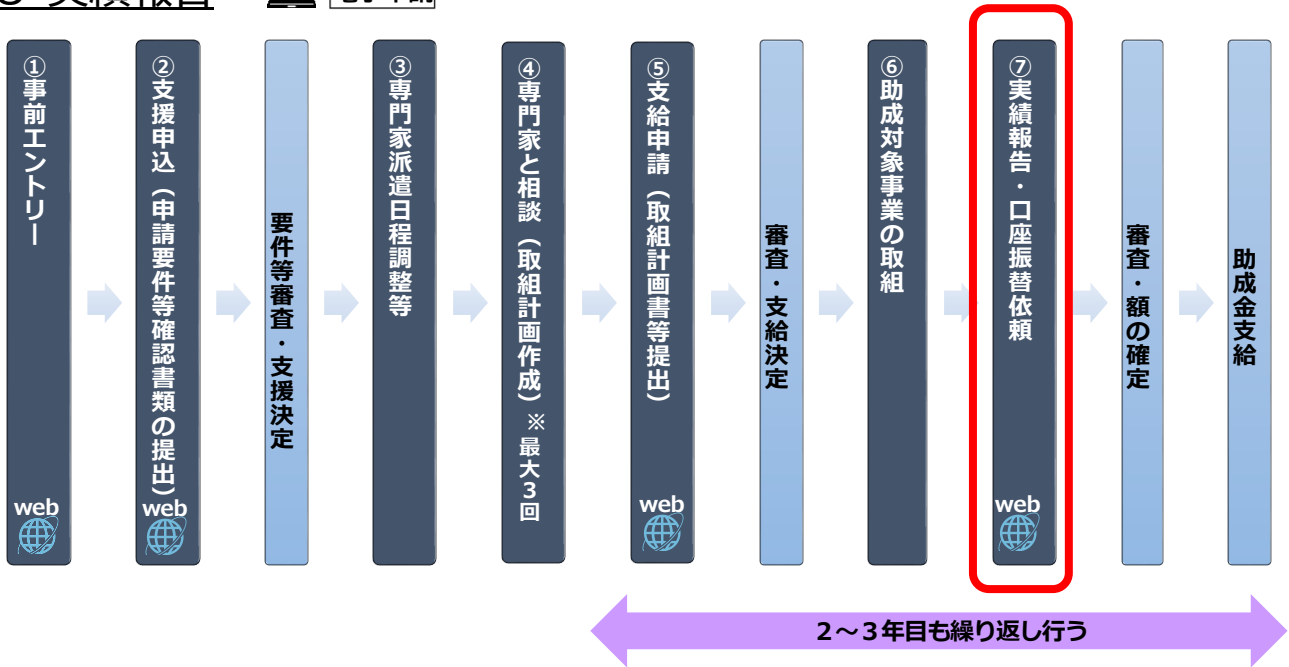 実績報告
①事前エントリー
web
②支援申込（申請要件等確認書類の提出）
web
要件等審査・支援決定
③専門家派遣日程調整等
④専門家と相談（取組計画作成）※最大3回
⑤支給申請（取組計画書等提出）
web
審査・支給決定
⑥助成対象事業の取組
⑦実績報告・口座振替依頼
web
審査・額の確定
助成金支給
２～３年目も繰り返し行う